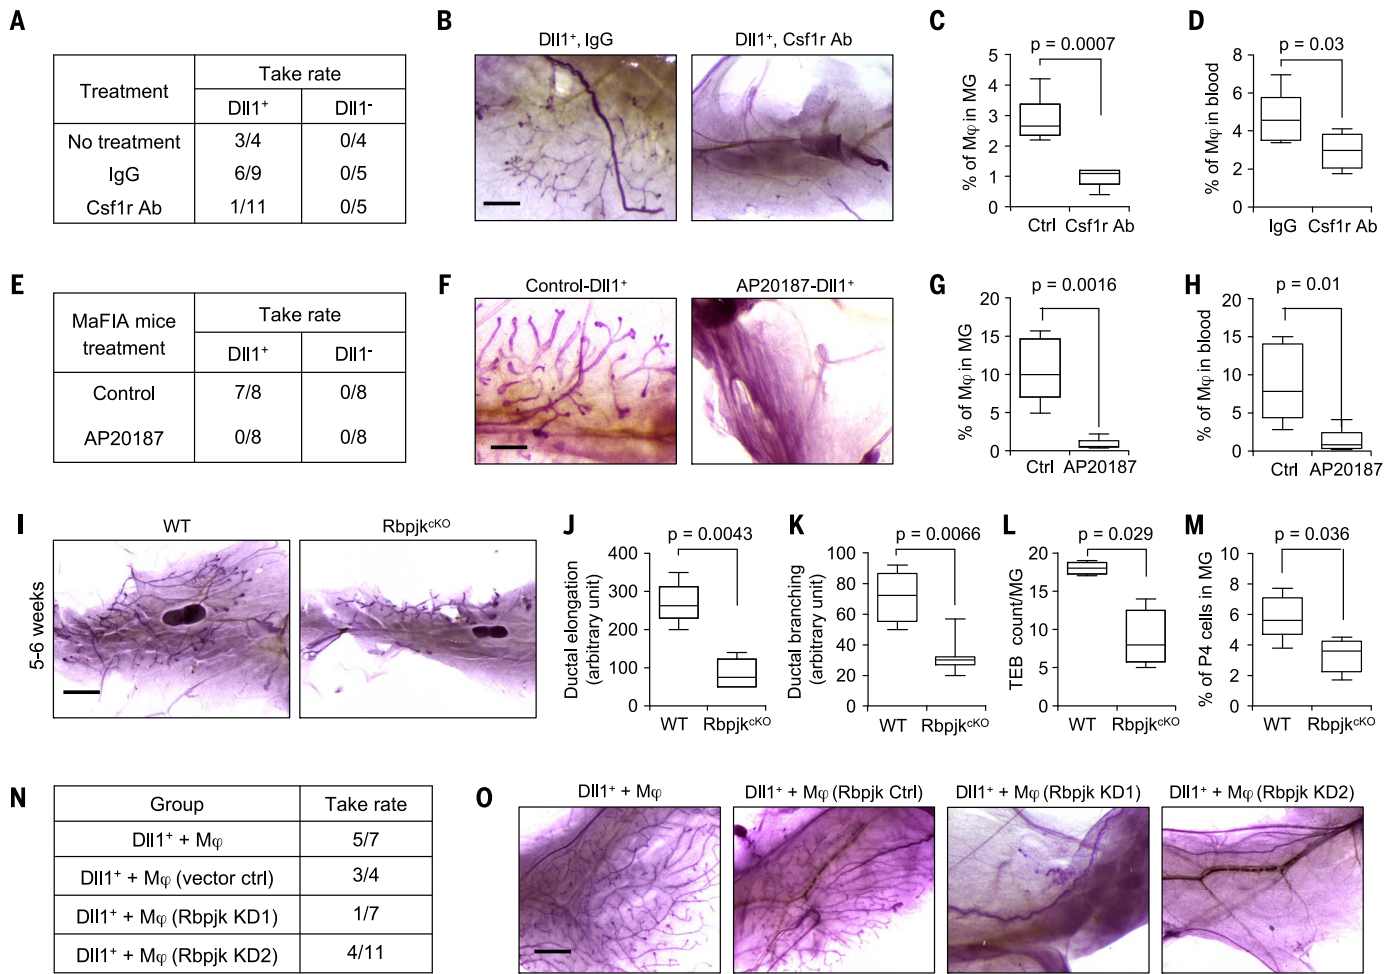 A
Treatment
Take rate
Dll1⁺
Dll1⁻
No treatment
3/4
0/4
IgG
6/9
0/5
Csf1r Ab
1/11
0/5
B
Dll1⁺, IgG
Dll1⁺, Csf1r Ab
C
p = 0.0007
% of Mφ in MG
5
4
3
2
1
0
Ctrl
Csf1r Ab
D
p = 0.03
% of Mφ in blood
8
6
4
2
0
IgG
Csf1r Ab
E
MaFIA mice
treatment
Take rate
Dll1⁺
Dll1⁻
Control
7/8
0/8
AP20187
0/8
0/8
F
Control-Dll1⁺
AP20187-Dll1⁺
G
p = 0.0016
% of Mφ in MG
20
15
10
5
0
Ctrl
AP20187
H
p = 0.01
% of Mφ in blood
20
15
10
5
0
Ctrl
AP20187
I
WT
Rbpjkᶜᴷᴼ
5-6 weeks
J
p = 0.0043
Ductal elongation
(arbitrary unit)
400
300
200
100
0
WT
Rbpjkᶜᴷᴼ
K
p = 0.0066
Ductal branching
(arbitrary unit)
100
80
60
40
20
0
WT
Rbpjkᶜᴷᴼ
L
p = 0.029
TEB count/MG
20
15
10
5
0
WT
Rbpjkᶜᴷᴼ
M
p = 0.036
% of P4 cells in MG
10
8
6
4
2
0
WT
Rbpjkᶜᴷᴼ
N
Group
Take rate
Dll1⁺ + Mφ
5/7
Dll1⁺ + Mφ (vector ctrl)
3/4
Dll1⁺ + Mφ (Rbpjk KD1)
1/7
Dll1⁺ + Mφ (Rbpjk KD2)
4/11
O
Dll1⁺ + Mφ
Dll1⁺ + Mφ (Rbpjk Ctrl)
Dll1⁺ + Mφ (Rbpjk KD1)
Dll1⁺ + Mφ (Rbpjk KD2)